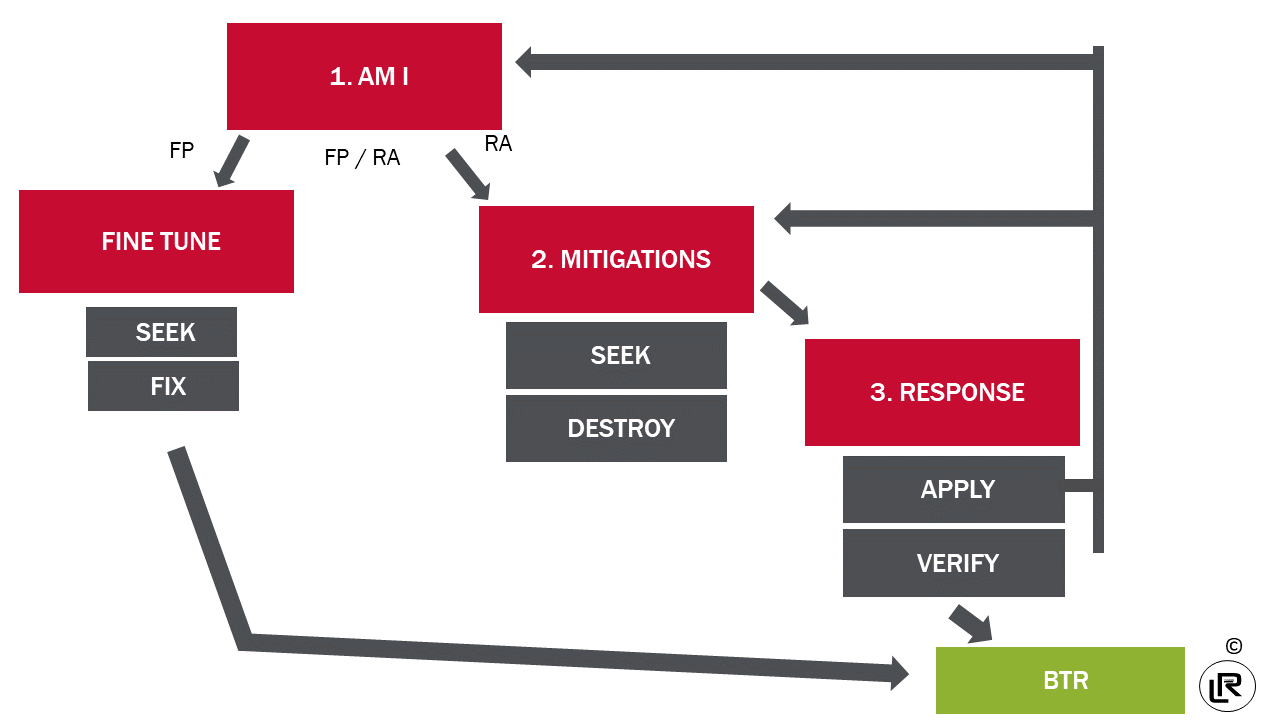 1. AM I
FP
FP / RA
RA
FINE TUNE
SEEK
FIX
2. MITIGATIONS
SEEK
DESTROY
3. RESPONSE
APPLY
VERIFY
BTR
©
LR